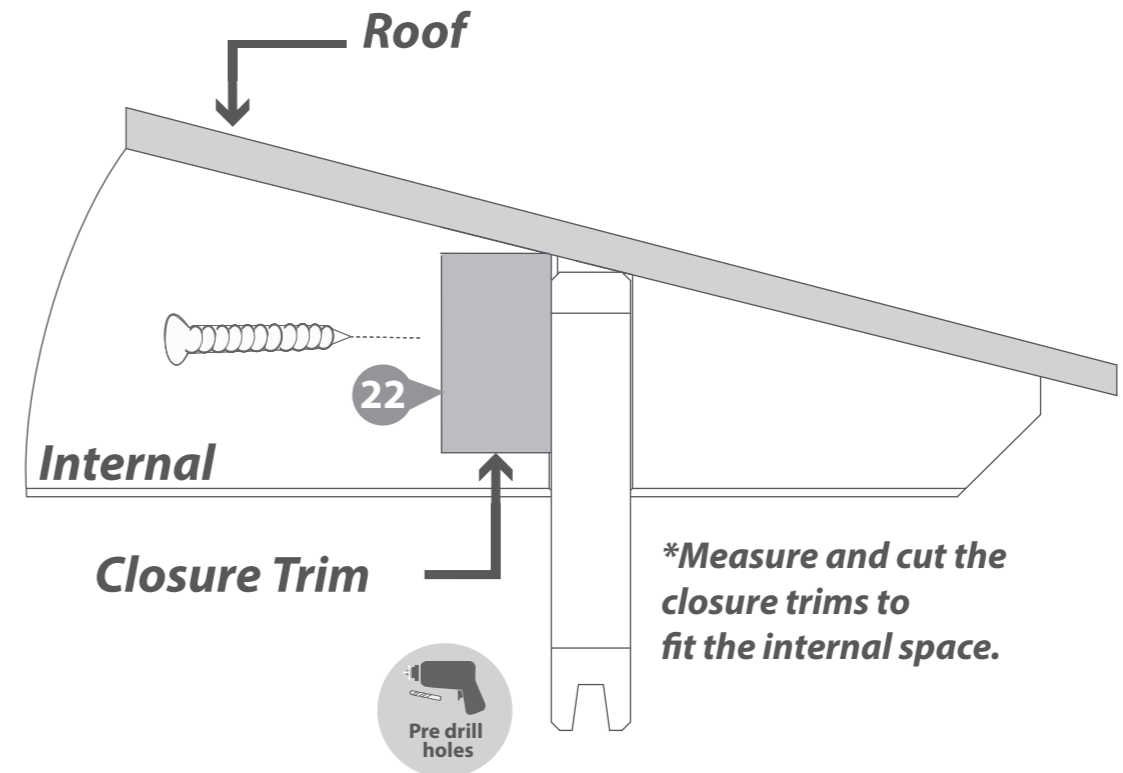 Roof
22
Internal
Closure Trim
*Measure and cut the
closure trims to
fit the internal space.
Pre drill
holes